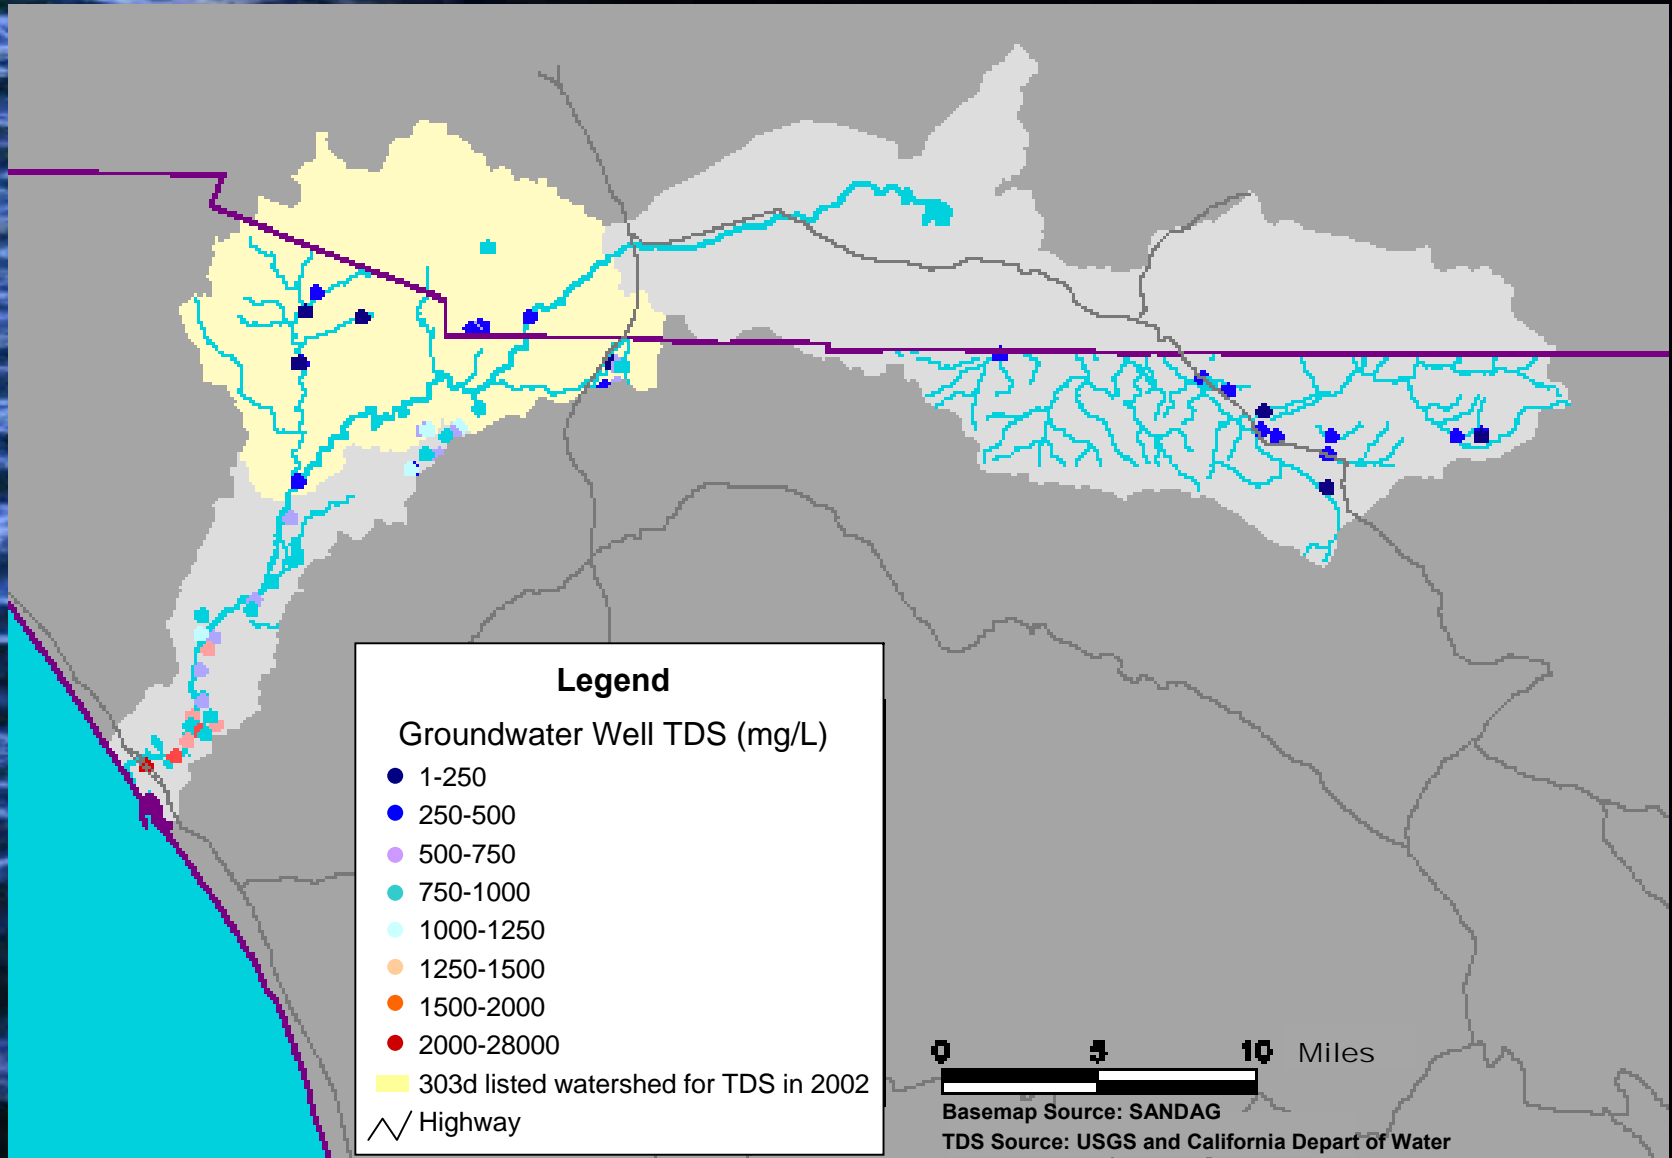 Legend
Groundwater Well TDS (mg/L)
1-250
250-500
500-750
750-1000
1000-1250
1250-1500
1500-2000
2000-28000
303d listed watershed for TDS in 2002
Highway
0 5 10 Miles
Basemap Source: SANDAG
TDS Source: USGS and California Depart of Water